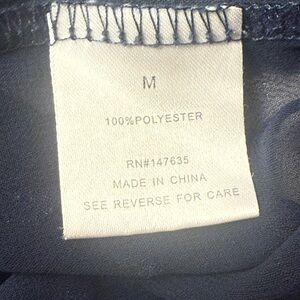 M
100%POLYESTER
RN#147635
MADE IN CHINA
SEE REVERSE FOR CARE